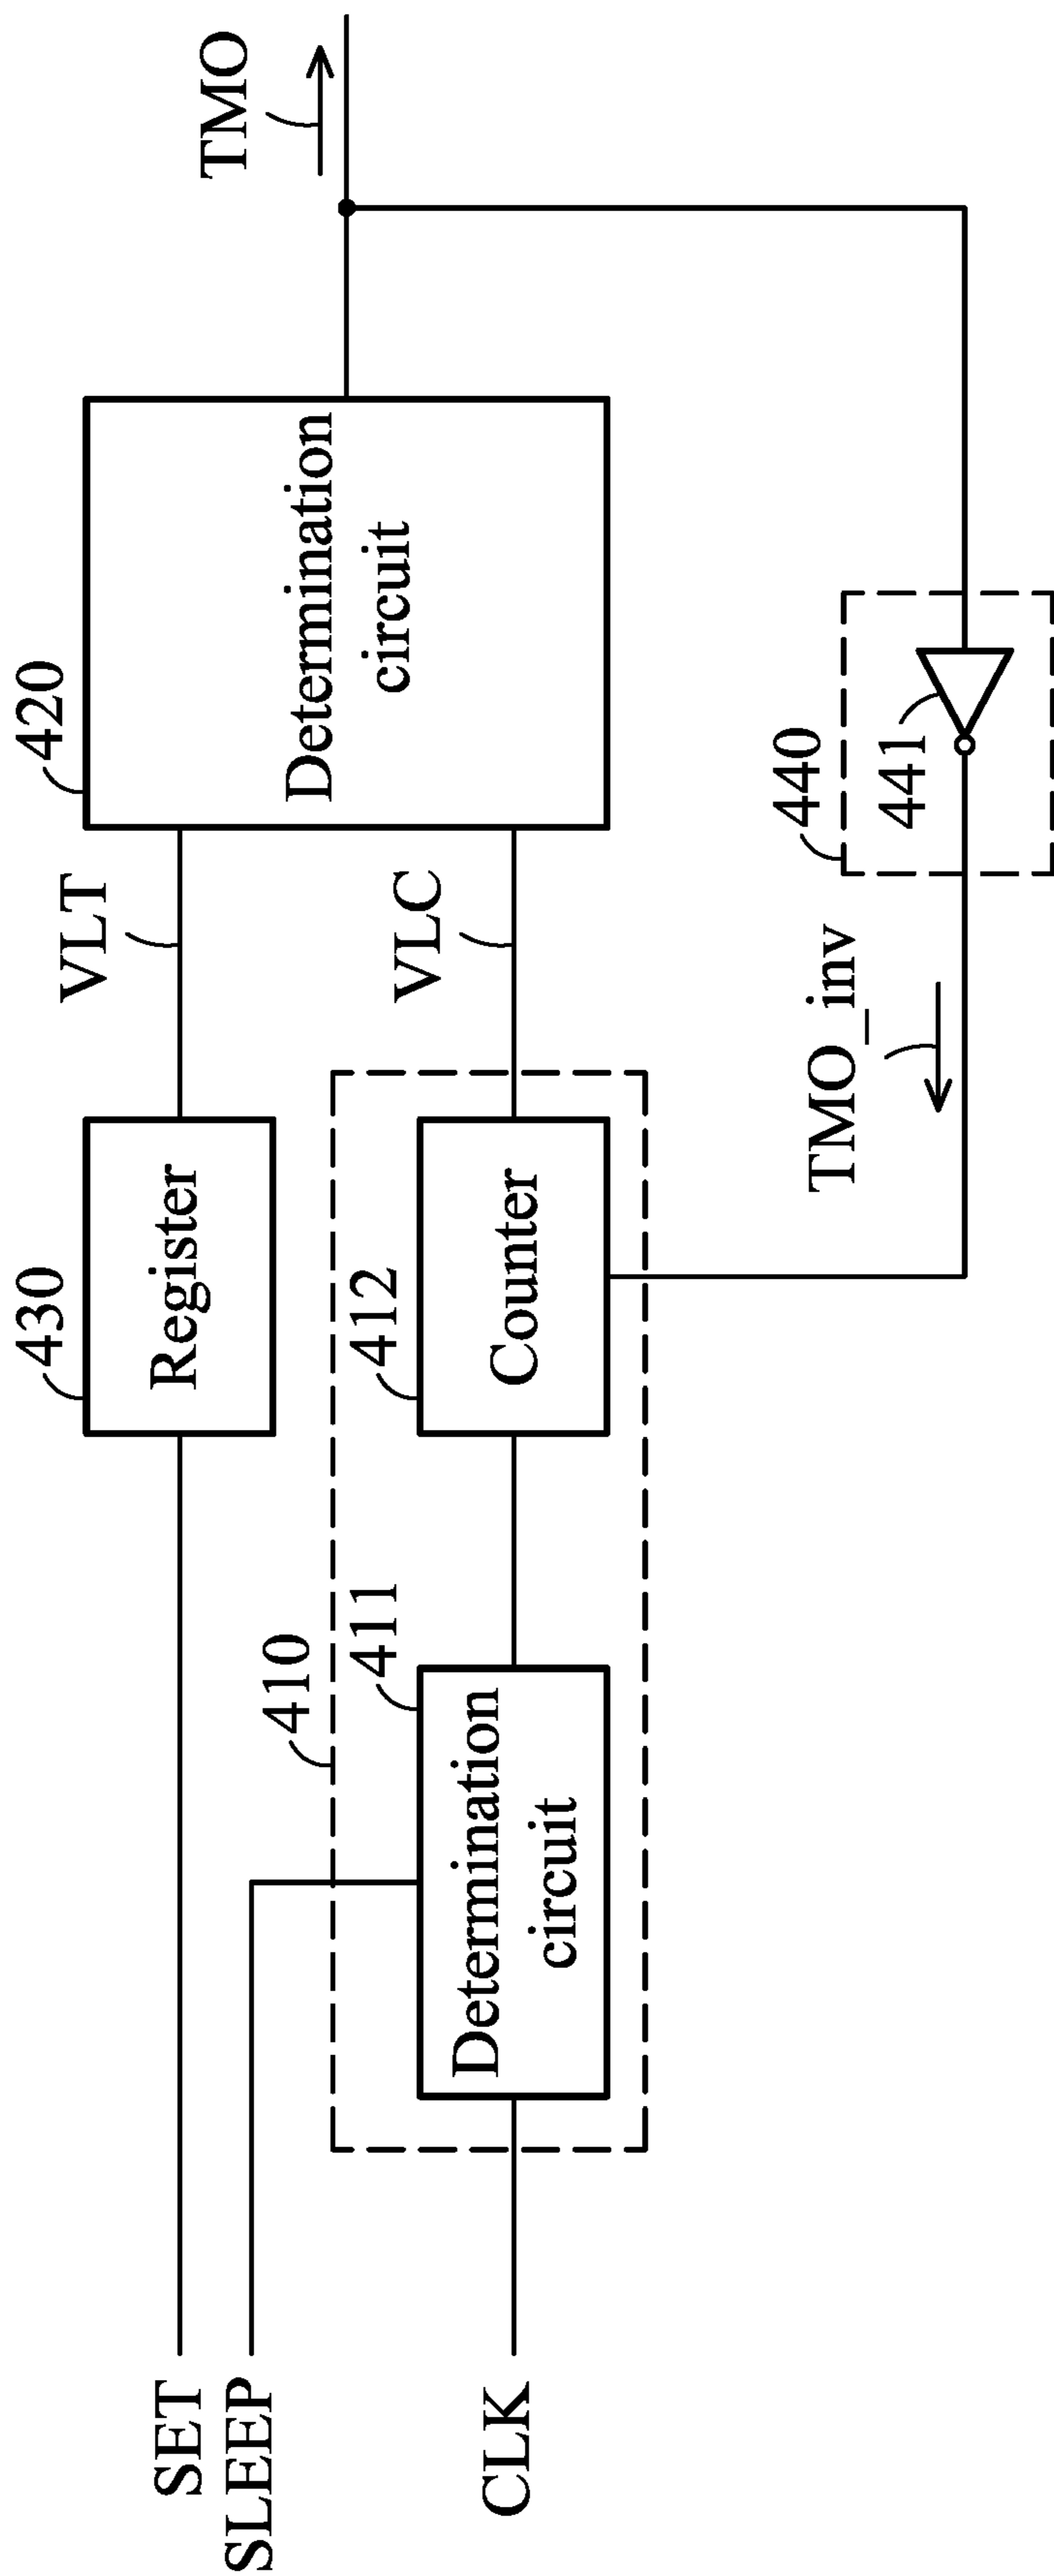 SET
SLEEP
CLK
430
Register
VLT
410
411
Determination
circuit
412
Counter
VLC
420
Determination
circuit
TMO
TMO_inv
440
441